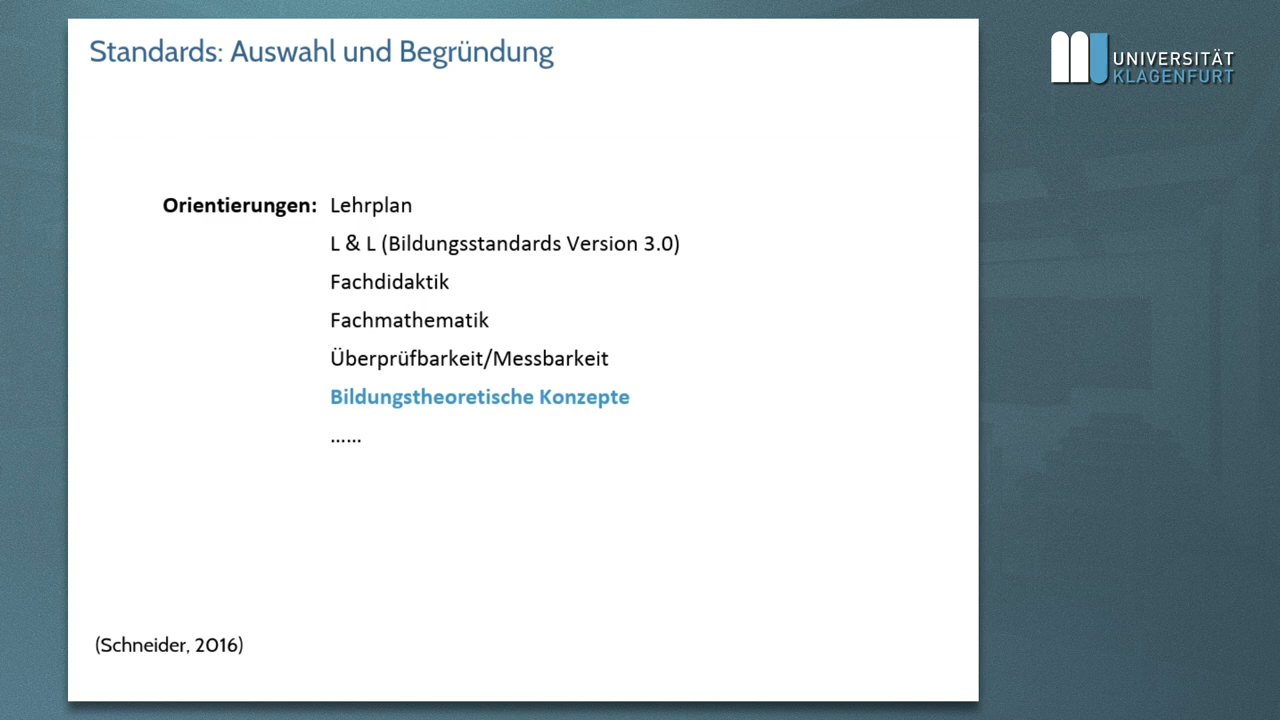 Standards: Auswahl und Begründung
UNIVERSITÄT
KLAGENFURT
Orientierungen: Lehrplan
L & L (Bildungsstandards Version 3.0)
Fachdidaktik
Fachmathematik
Überprüfbarkeit/Messbarkeit
Bildungstheoretische Konzepte
......
(Schneider, 2016)